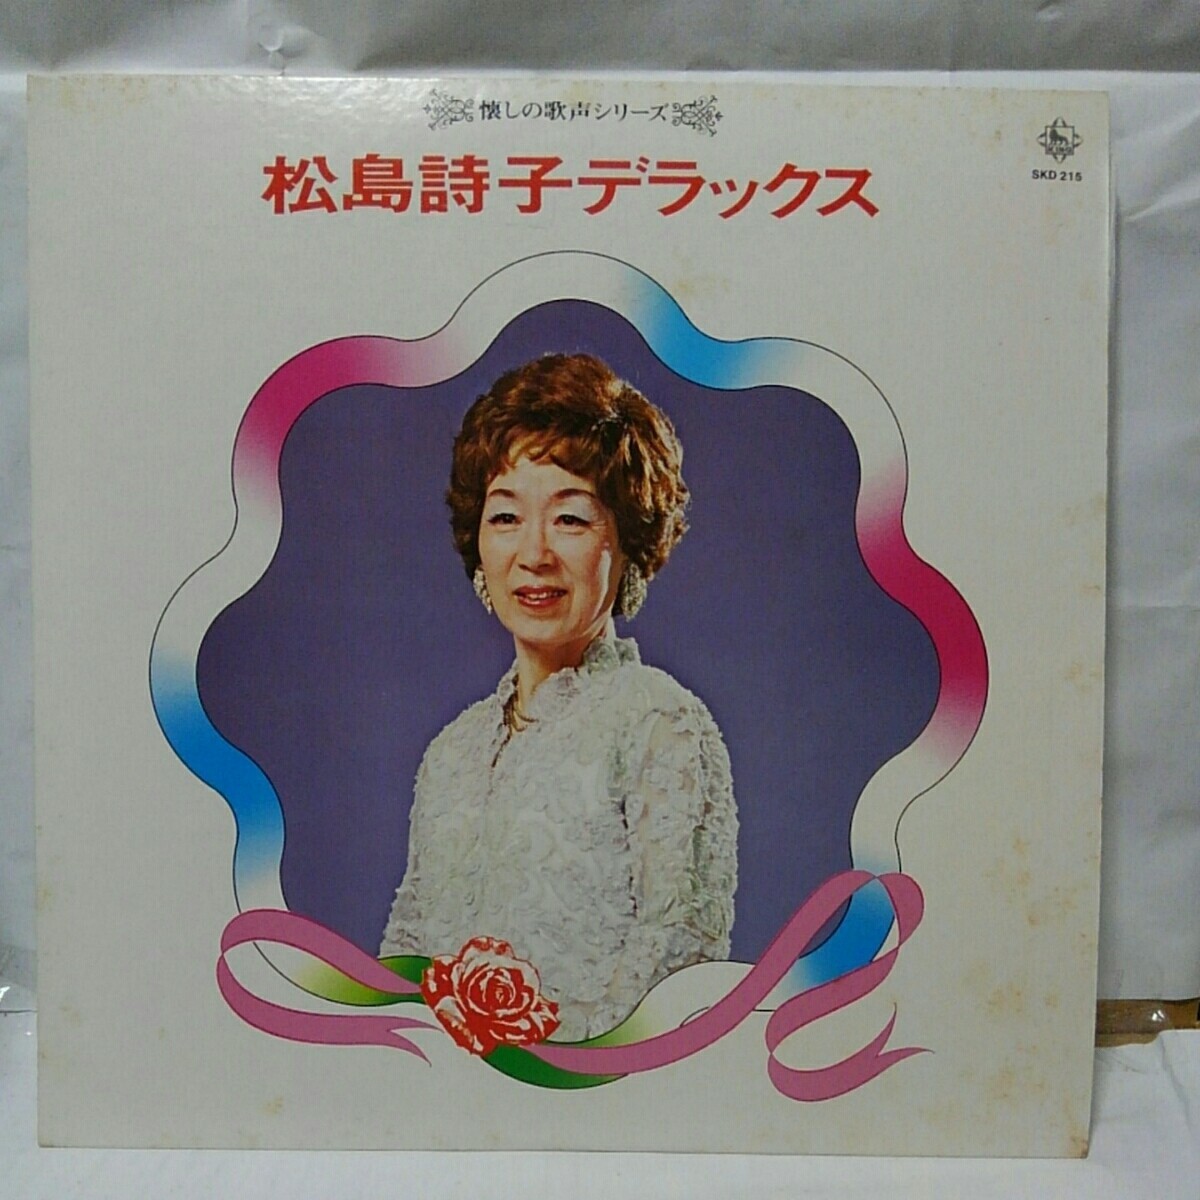 懐しの歌声シリーズ
松島詩子デラックス
SKD 215